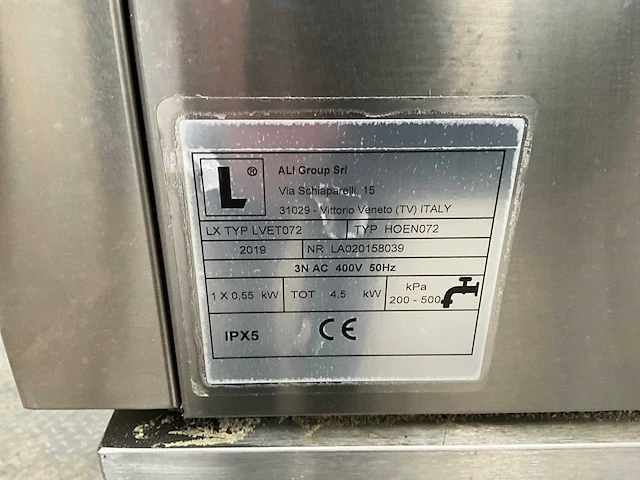 L ®
ALI Group Srl
Via Schiaparelli, 15
31029 - Vittorio Veneto (TV) ITALY
LX TYP LVET072 TYP HOEN072
2019 NR LA020158039
3N AC 400V 50Hz
1 X 0,55 kW TOT 4,5 kW kPa
200 - 500
IPX5 CE